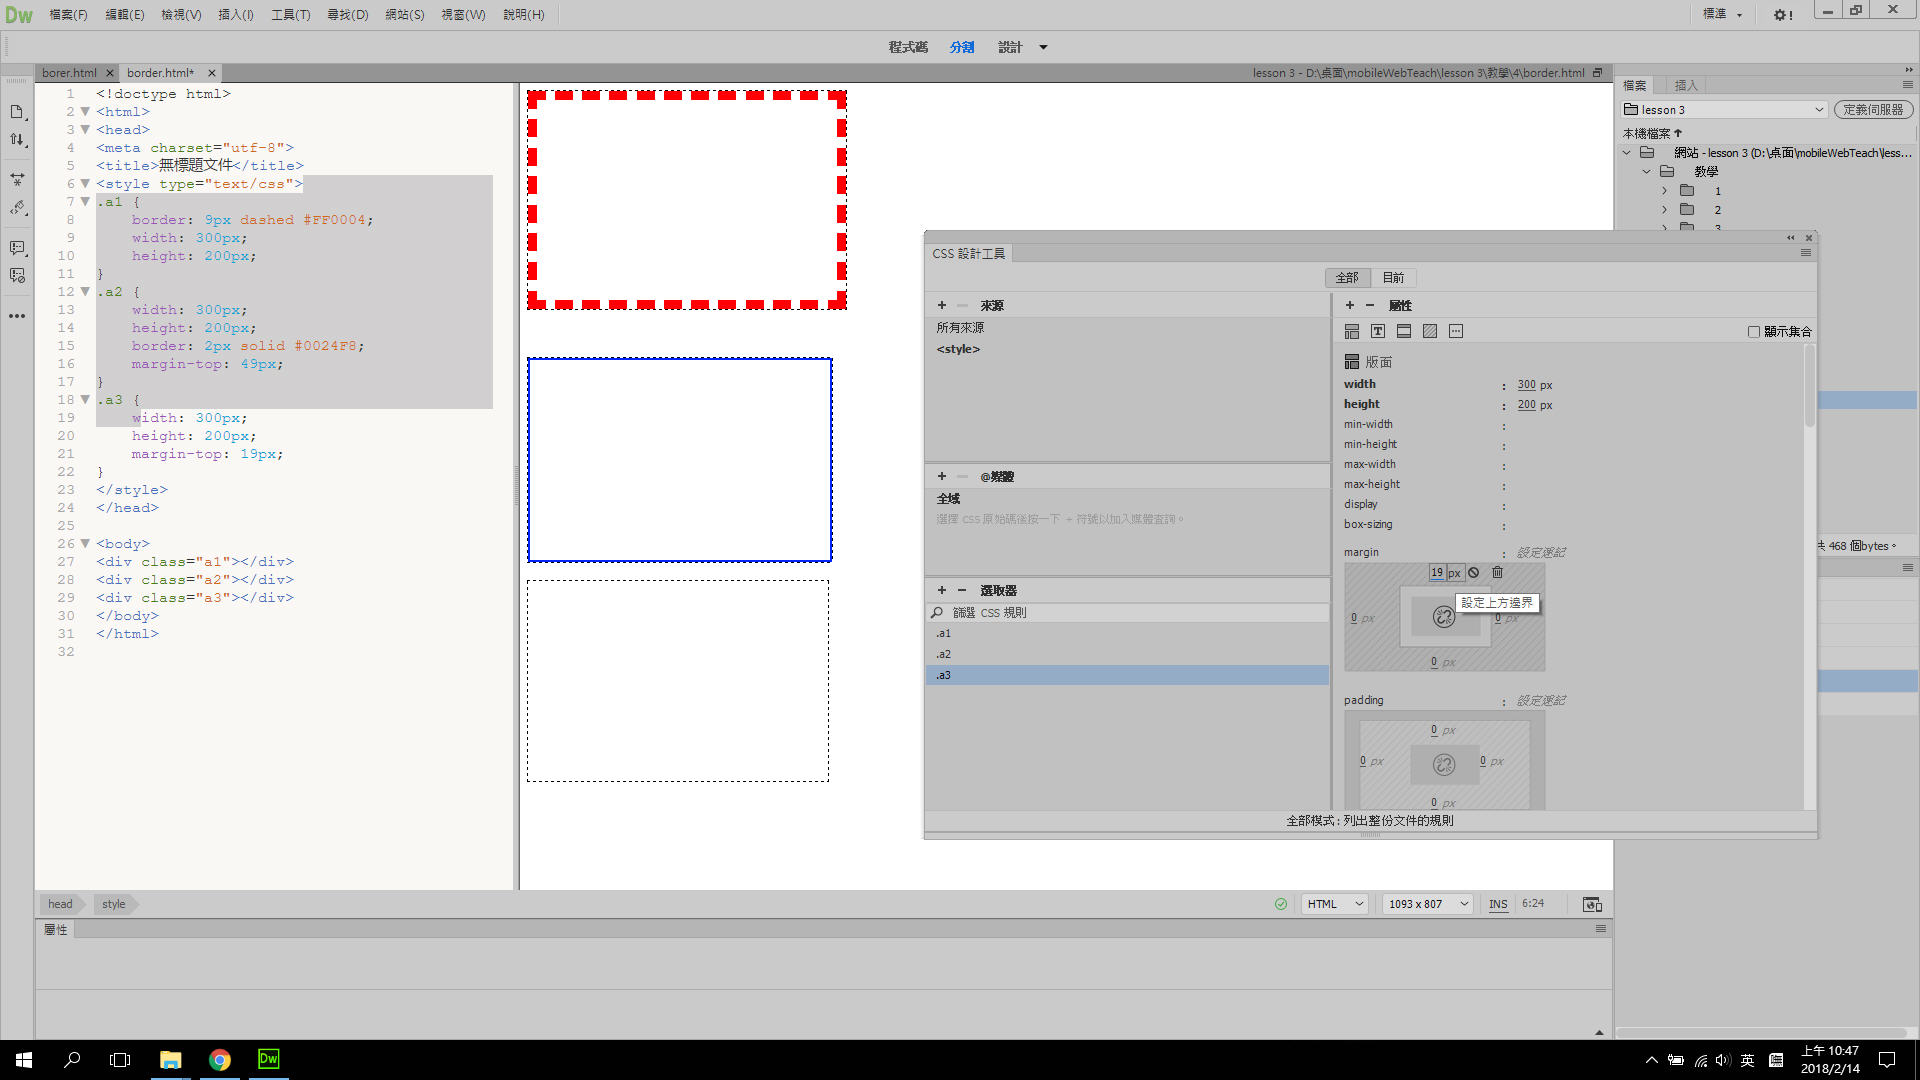 Dw 檔案(F) 編輯(E) 檢視(V) 插入(I) 工具(T) 尋找(D) 網站(S) 視窗(W) 說明(H) 標準
程式碼 分割 設計
borer.html border.html* lesson 3 - D:\桌面\mobileWebTeach\lesson 3\教學\4\border.html
1 <!doctype html>
2 <html>
3 <head>
4 <meta charset="utf-8">
5 <title>無標題文件</title>
6 <style type="text/css">
7 .a1 {
8 border: 9px dashed #FF0004;
9 width: 300px;
10 height: 200px;
11 }
12 .a2 {
13 width: 300px;
14 height: 200px;
15 border: 2px solid #0024F8;
16 margin-top: 49px;
17 }
18 .a3 {
19 width: 300px;
20 height: 200px;
21 margin-top: 19px;
22 }
23 </style>
24 </head>
25
26 <body>
27 <div class="a1"></div>
28 <div class="a2"></div>
29 <div class="a3"></div>
30 </body>
31 </html>
32
檔案 插入
lesson 3 定義伺服器
本機檔案
網站 - lesson 3 (D:\桌面\mobileWebTeach\less...
教學
1
2
3
共 468 個bytes。
CSS 設計工具
全部 目前
+ − 來源
所有來源
<style>
+ − @媒體
全域
選擇 CSS 原始碼後按一下 + 符號以加入媒體查詢。
+ − 選取器
篩選 CSS 規則
.a1
.a2
.a3
+ − 屬性
顯示集合
版面
width : 300 px
height : 200 px
min-width :
min-height :
max-width :
max-height :
display :
box-sizing :
margin : 設定速記
19 px
設定上方邊界
0 px 0 px
0 px
padding : 設定速記
0 px
0 px 0 px
0 px
全部模式 : 列出整份文件的規則
head style HTML 1093 x 807 INS 6:24
屬性
Dw 英 上午 10:47
2018/2/14